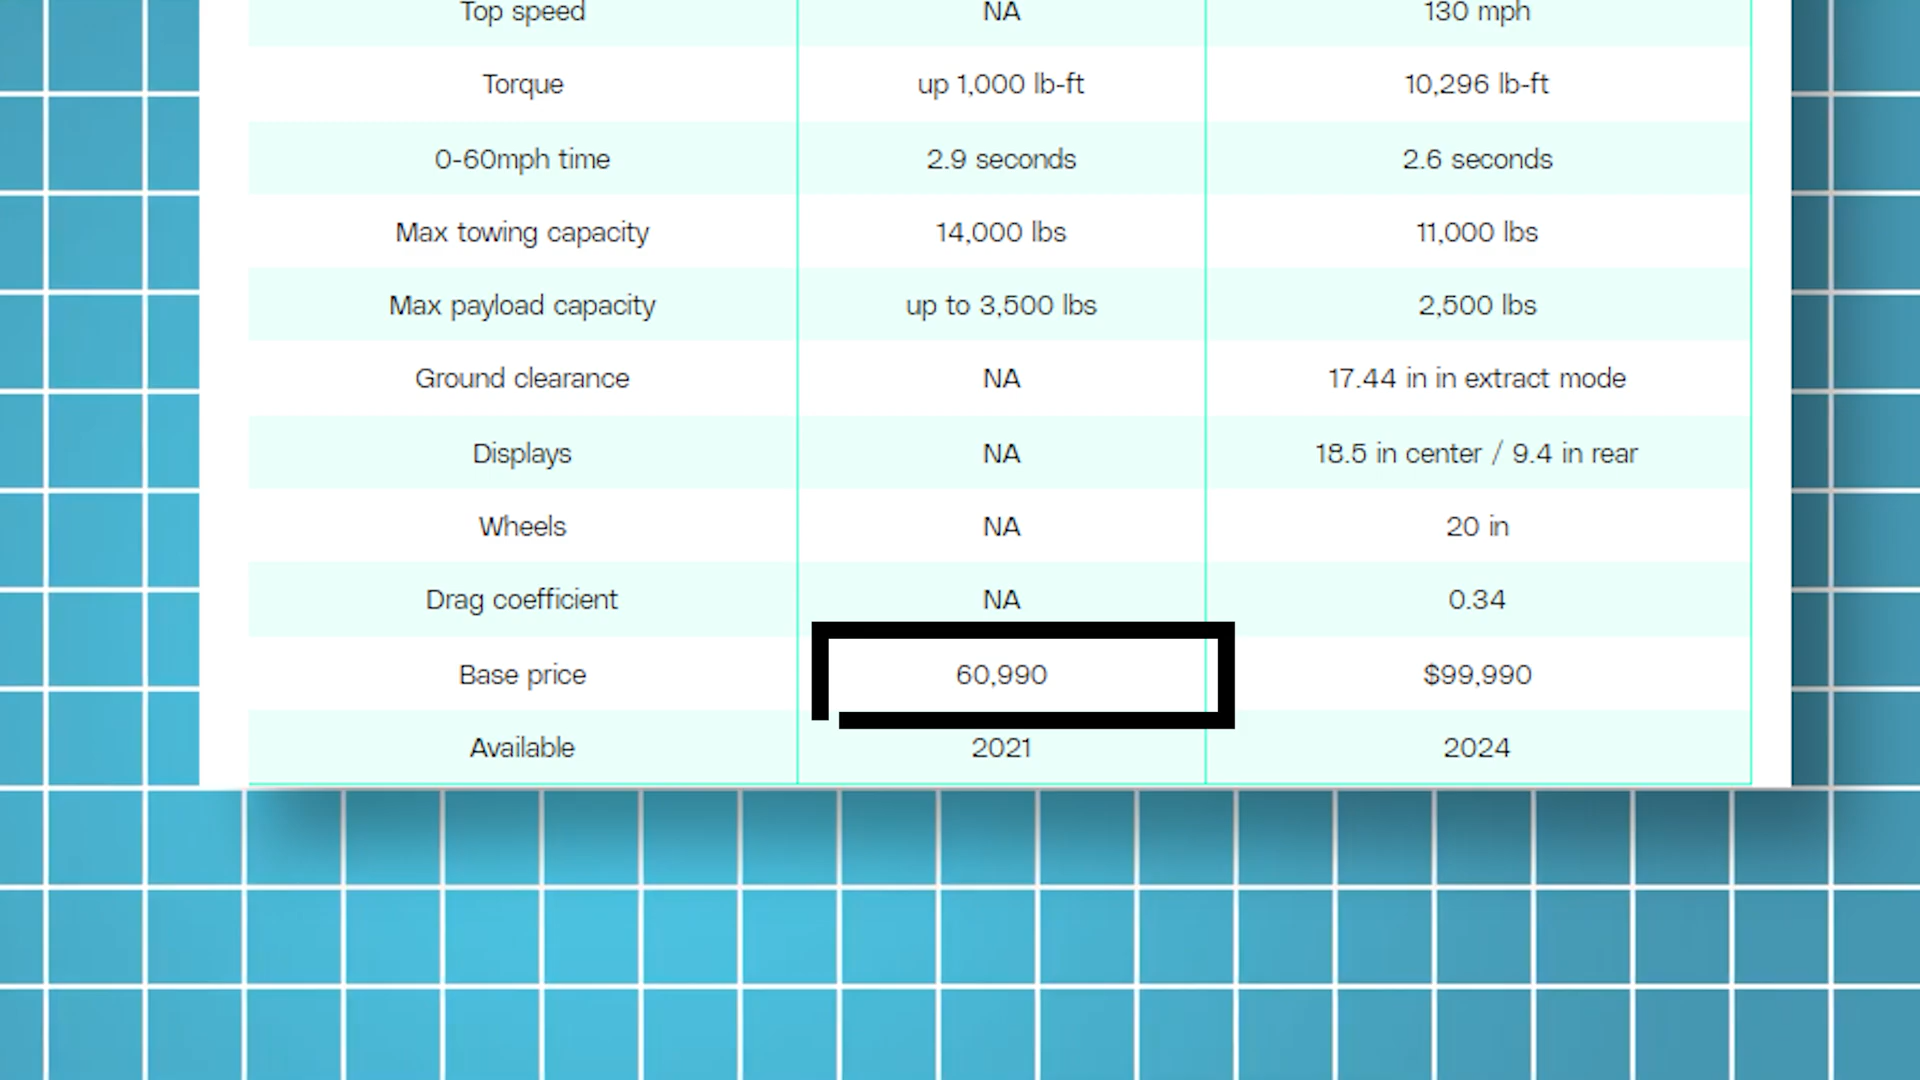 Top speed NA 130 mph
Torque up 1,000 lb-ft 10,296 lb-ft
0-60mph time 2.9 seconds 2.6 seconds
Max towing capacity 14,000 lbs 11,000 lbs
Max payload capacity up to 3,500 lbs 2,500 lbs
Ground clearance NA 17.44 in in extract mode
Displays NA 18.5 in center / 9.4 in rear
Wheels NA 20 in
Drag coefficient NA 0.34
Base price 60,990 $99,990
Available 2021 2024